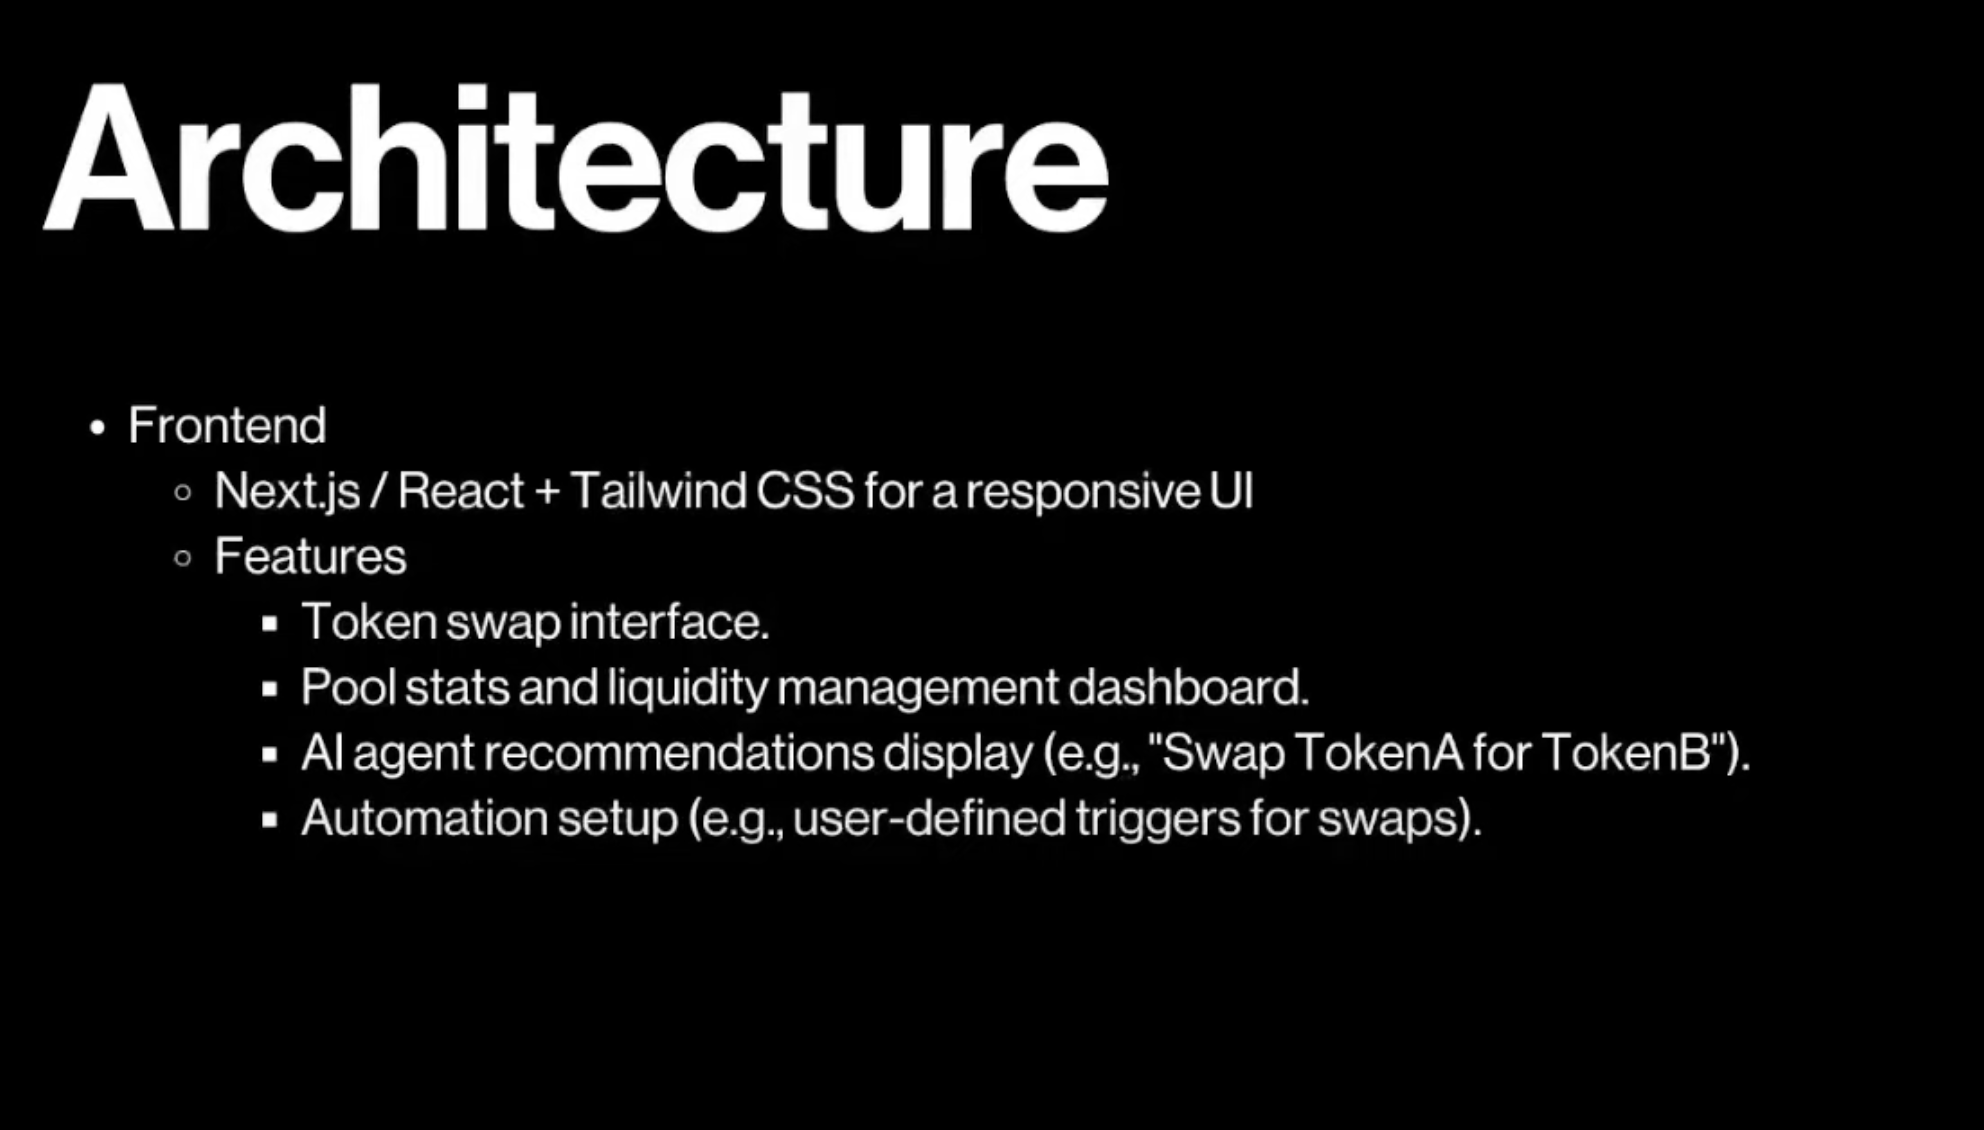 Architecture
• Frontend
○ Next.js / React + Tailwind CSS for a responsive UI
○ Features
▪ Token swap interface.
▪ Pool stats and liquidity management dashboard.
▪ AI agent recommendations display (e.g., "Swap TokenA for TokenB").
▪ Automation setup (e.g., user-defined triggers for swaps).